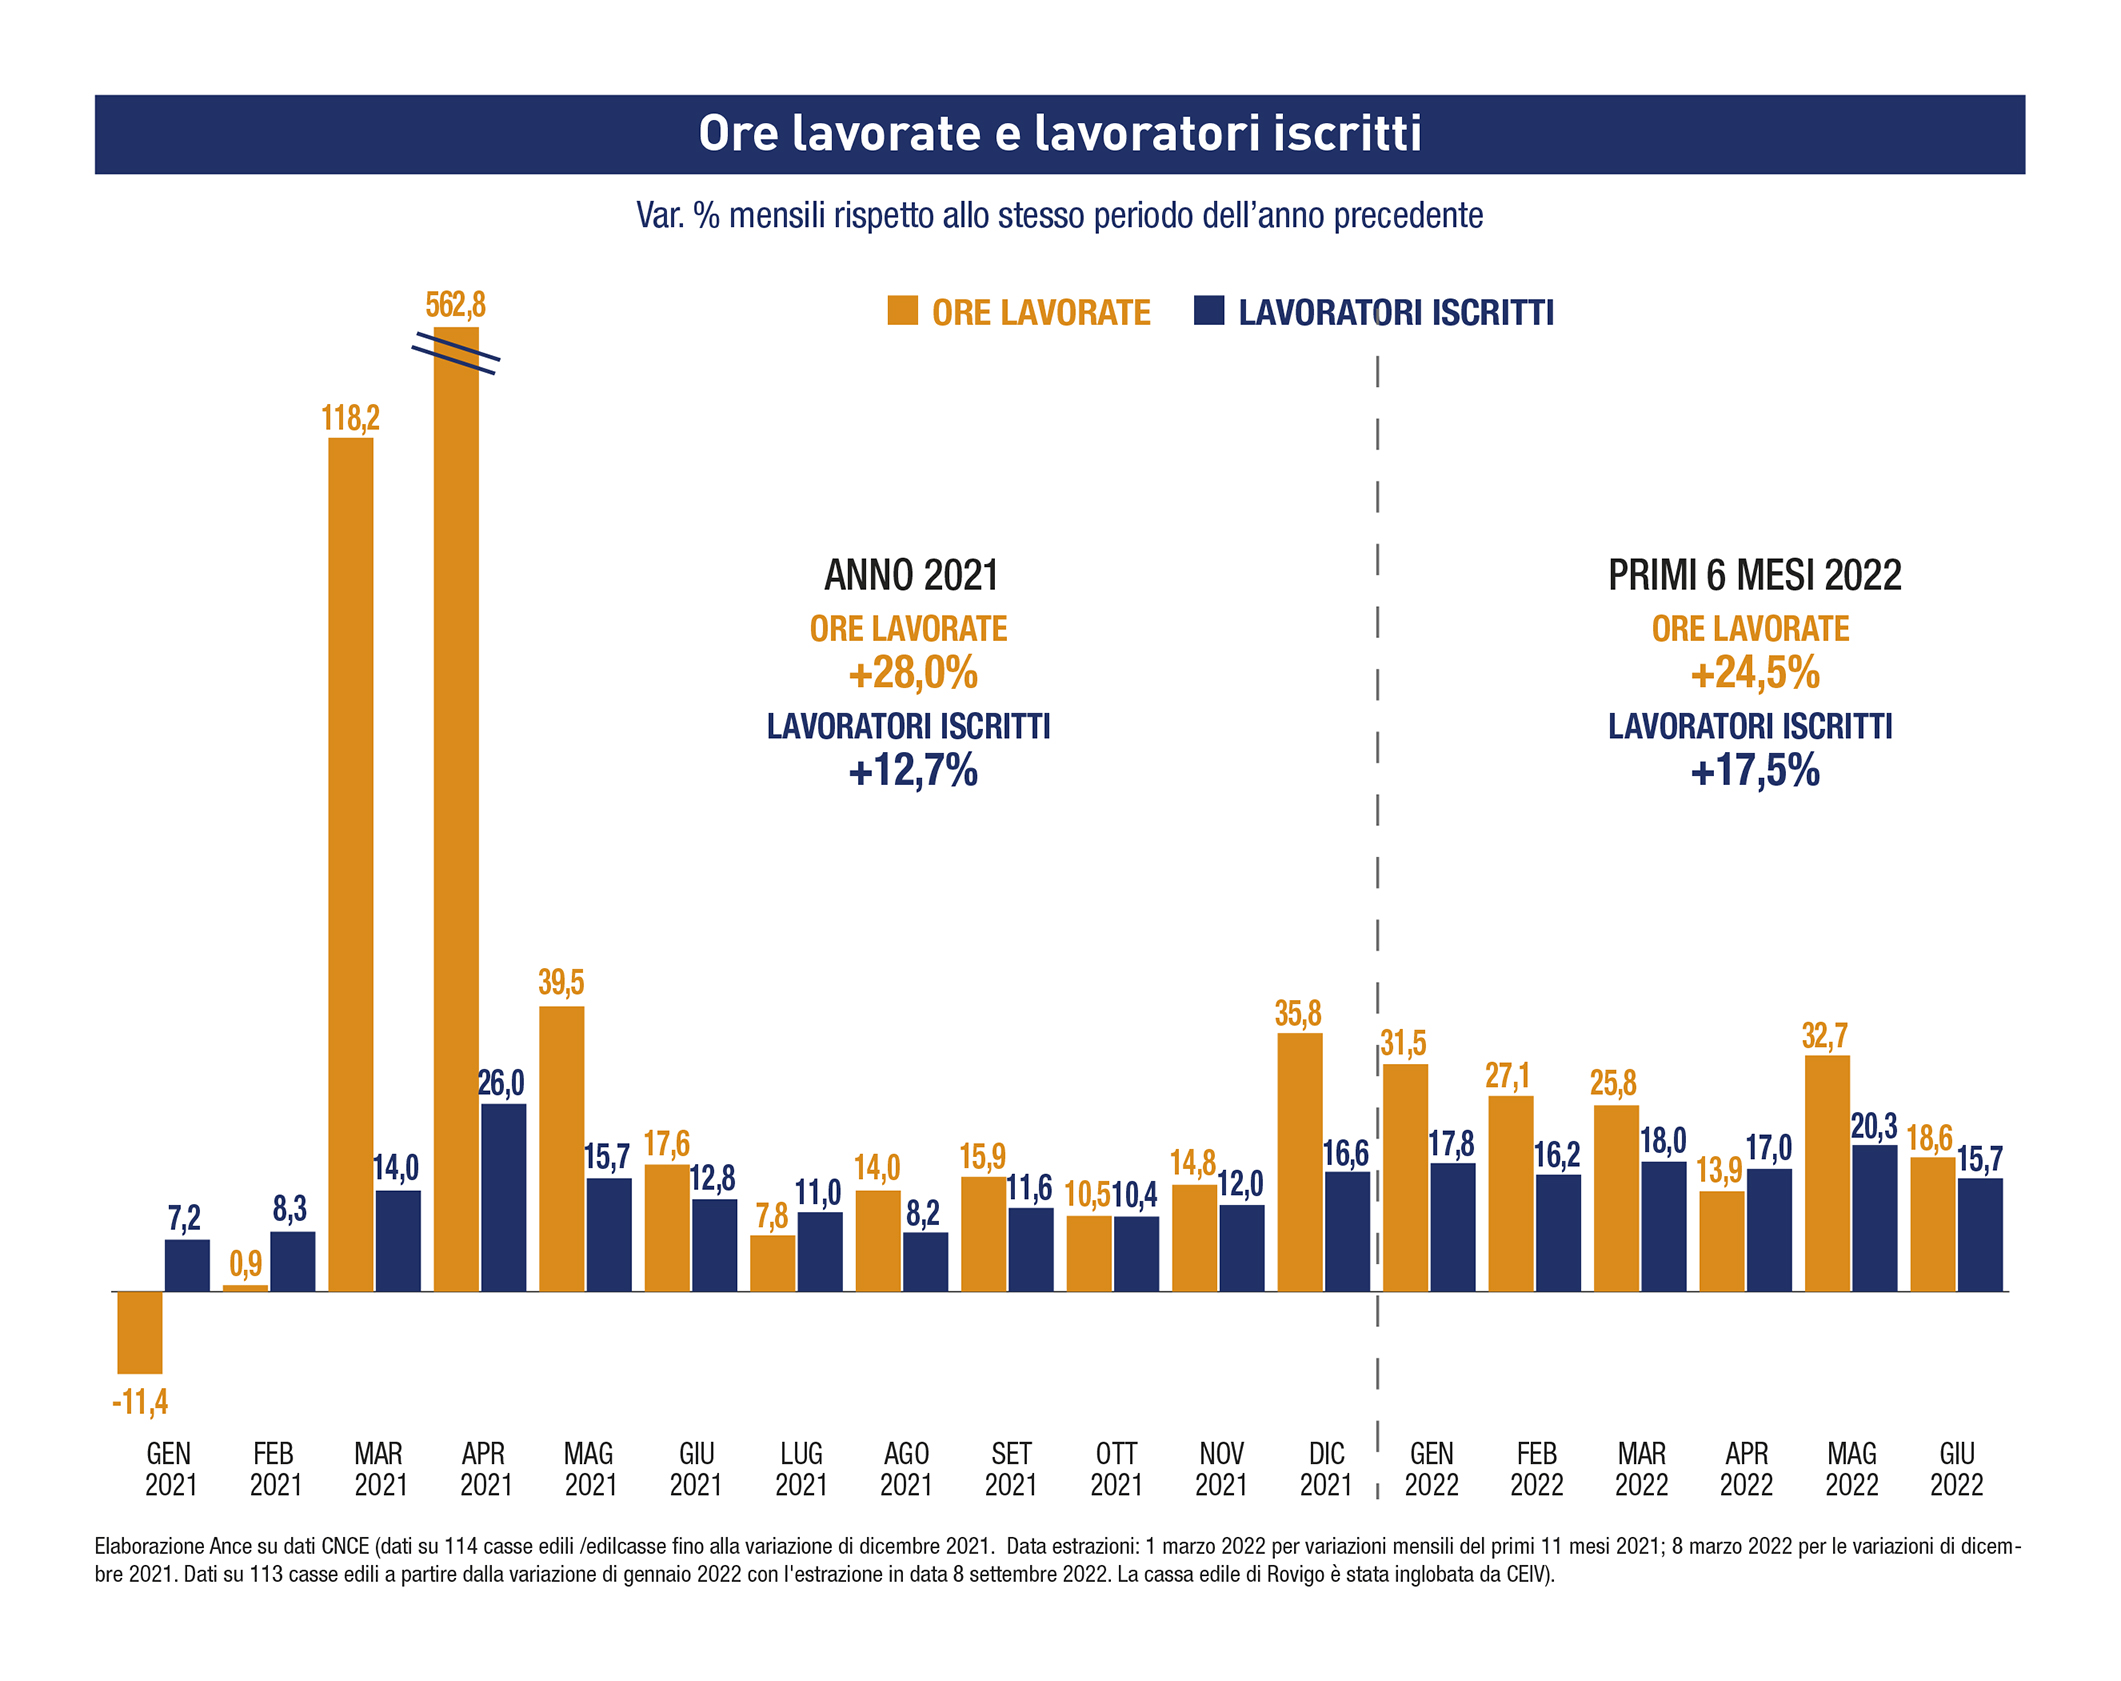 Ore lavorate e lavoratori iscritti
Var. % mensili rispetto allo stesso periodo dell’anno precedente
ORE LAVORATE LAVORATORI ISCRITTI
562,8
118,2
ANNO 2021
ORE LAVORATE
+28,0%
LAVORATORI ISCRITTI
+12,7%
PRIMI 6 MESI 2022
ORE LAVORATE
+24,5%
LAVORATORI ISCRITTI
+17,5%
-11,4 7,2
0,9 8,3
14,0
26,0
39,5 15,7
17,6 12,8
7,8 11,0
14,0 8,2
15,9 11,6
10,5 10,4
14,8 12,0
35,8 16,6
31,5 17,8
27,1 16,2
25,8 18,0
13,9 17,0
32,7 20,3
18,6 15,7
GEN FEB MAR APR MAG GIU LUG AGO SET OTT NOV DIC GEN FEB MAR APR MAG GIU
2021 2021 2021 2021 2021 2021 2021 2021 2021 2021 2021 2021 2022 2022 2022 2022 2022 2022
Elaborazione Ance su dati CNCE (dati su 114 casse edili /edilcasse fino alla variazione di dicembre 2021.  Data estrazioni: 1 marzo 2022 per variazioni mensili del primi 11 mesi 2021; 8 marzo 2022 per le variazioni di dicem-
bre 2021. Dati su 113 casse edili a partire dalla variazione di gennaio 2022 con l'estrazione in data 8 settembre 2022. La cassa edile di Rovigo è stata inglobata da CEIV).